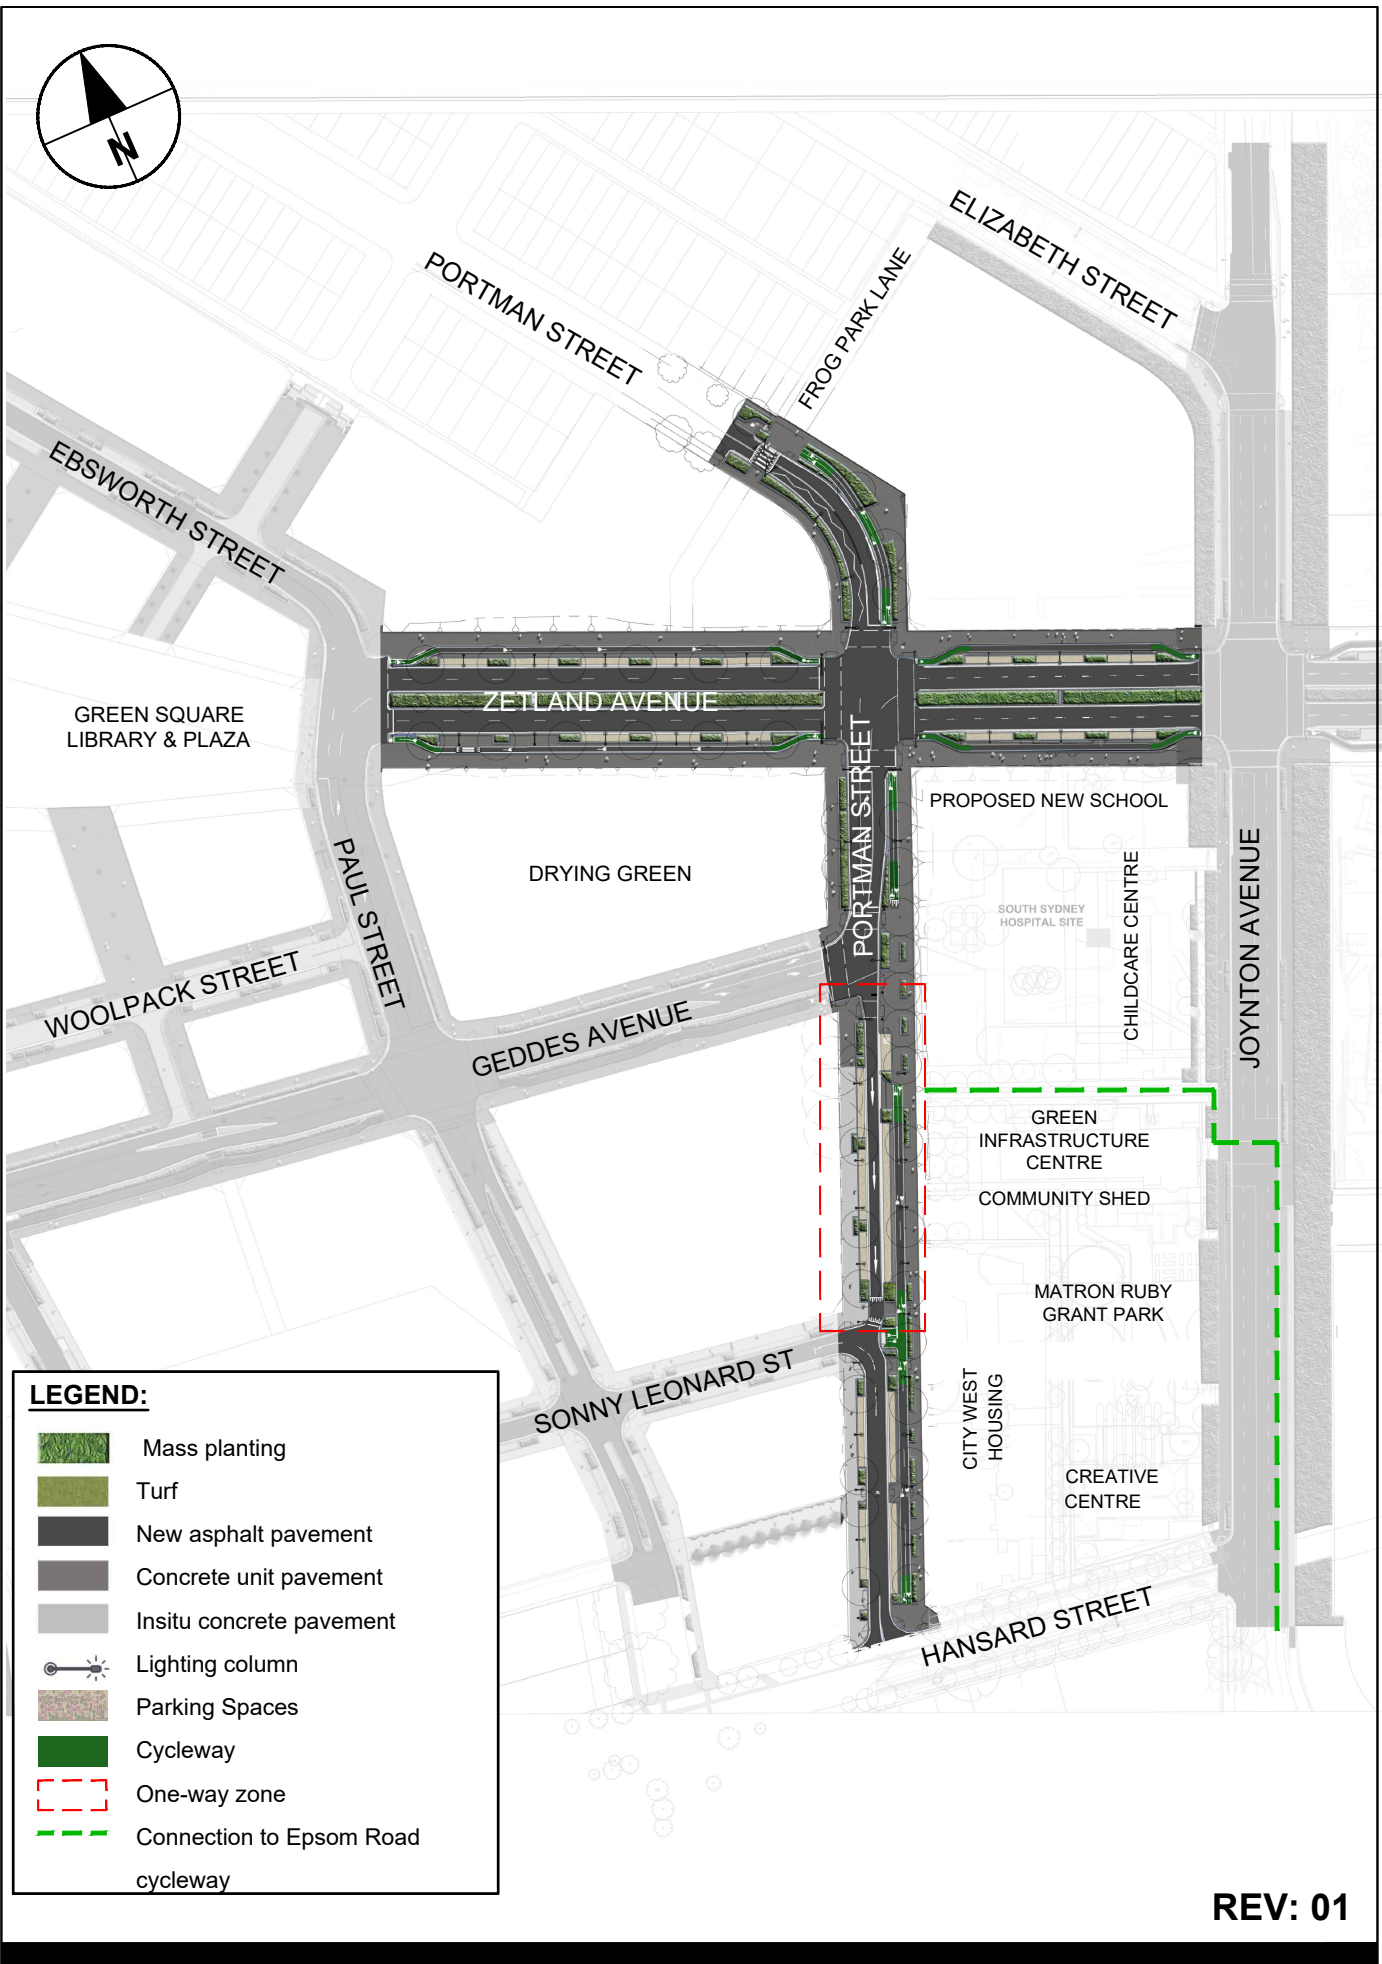 N
ELIZABETH STREET
PORTMAN STREET
FROG PARK LANE
EBSWORTH STREET
ZETLAND AVENUE
GREEN SQUARE
LIBRARY & PLAZA
PORTMAN STREET
PROPOSED NEW SCHOOL
PAUL STREET
DRYING GREEN
CHILDCARE CENTRE
JOYNTON AVENUE
SOUTH SYDNEY
HOSPITAL SITE
WOOLPACK STREET
GEDDES AVENUE
GREEN
INFRASTRUCTURE
CENTRE
COMMUNITY SHED
MATRON RUBY
GRANT PARK
SONNY LEONARD ST
CITY WEST
HOUSING
CREATIVE
CENTRE
HANSARD STREET
LEGEND:
Mass planting
Turf
New asphalt pavement
Concrete unit pavement
Insitu concrete pavement
Lighting column
Parking Spaces
Cycleway
One-way zone
Connection to Epsom Road
cycleway
REV: 01